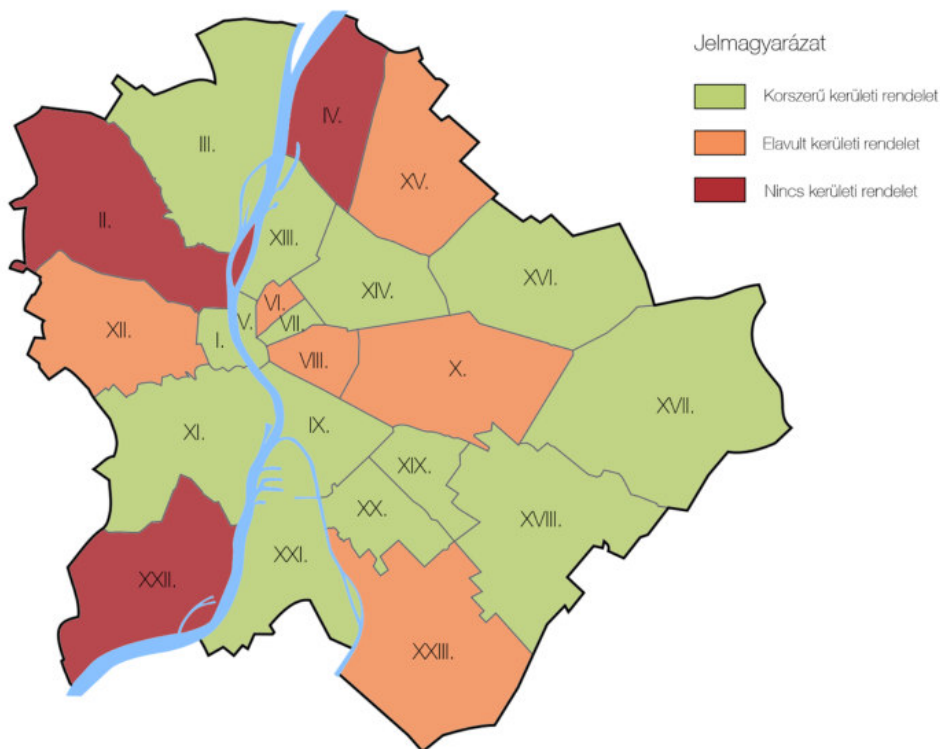 Jelmagyarázat
Korszerű kerületi rendelet
Elavult kerületi rendelet
Nincs kerületi rendelet
IV.
III.
XV.
II.
XIII.
XVI.
XIV.
VI.
V.
VII.
XII.
I.
VIII.
X.
XVII.
IX.
XI.
XIX.
XX.
XVIII.
XXI.
XXII.
XXIII.